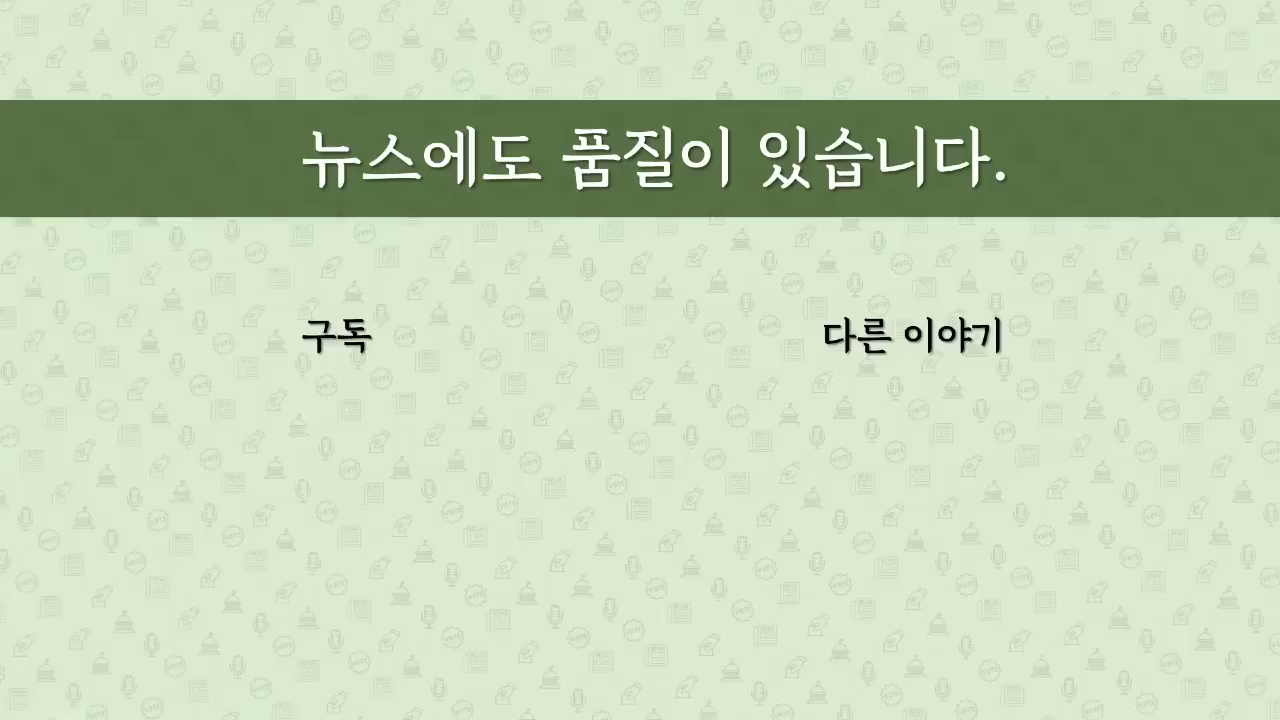 뉴스에도 품질이 있습니다.
구독
다른 이야기